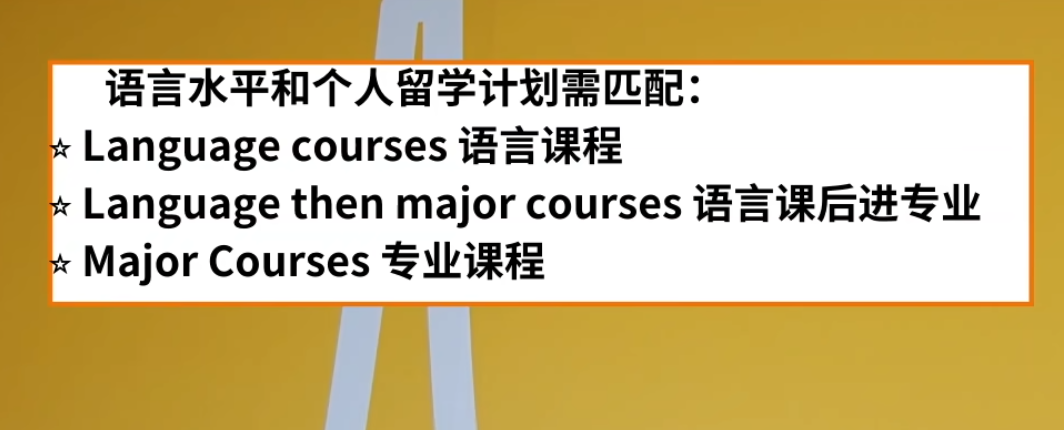 语言水平和个人留学计划需匹配：
☆ Language courses 语言课程
☆ Language then major courses 语言课后进专业
☆ Major Courses 专业课程